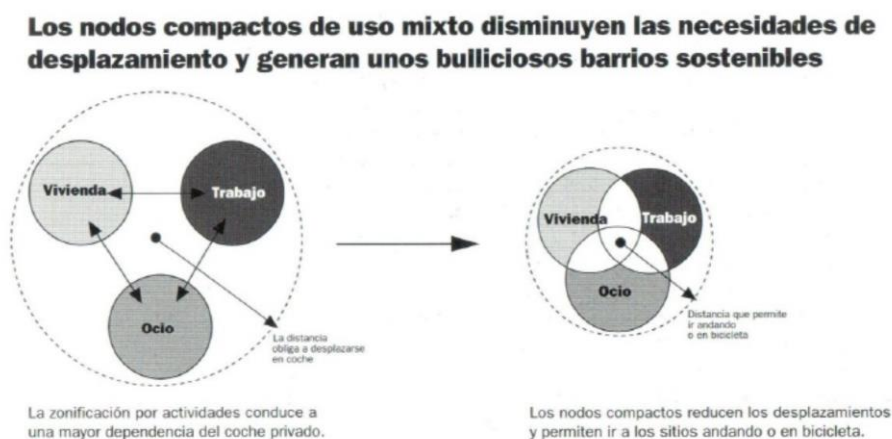 Los nodos compactos de uso mixto disminuyen las necesidades de
desplazamiento y generan unos bulliciosos barrios sostenibles
Vivienda
Trabajo
Ocio
La distancia
obliga a desplazarse
en coche
La zonificación por actividades conduce a
una mayor dependencia del coche privado.
Vivienda
Trabajo
Ocio
Distancia que permite
ir andando
o en bicicleta
Los nodos compactos reducen los desplazamientos
y permiten ir a los sitios andando o en bicicleta.